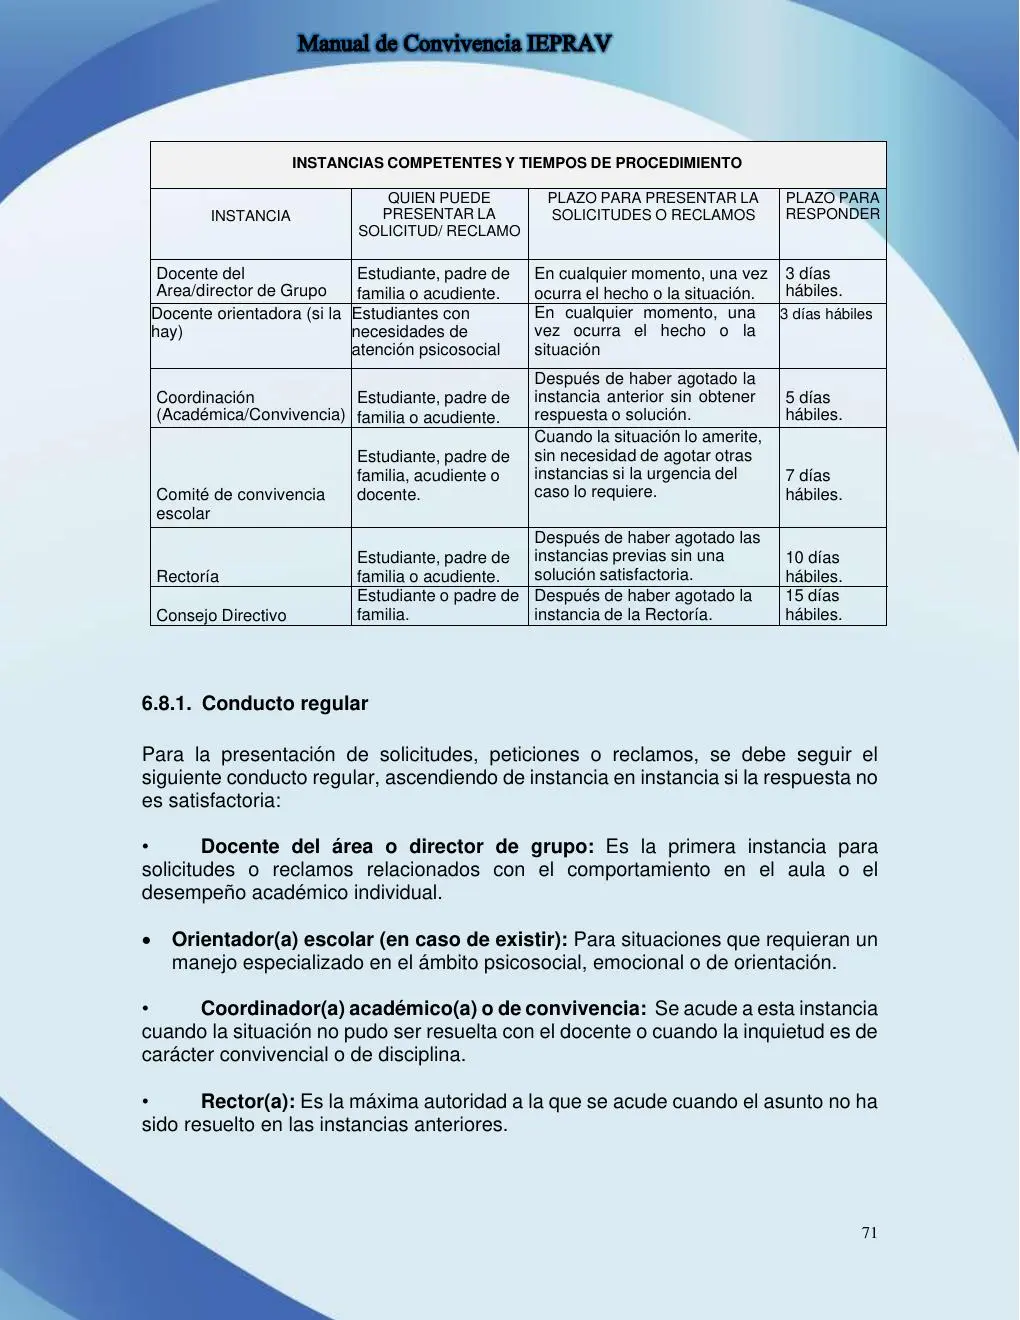 Manual de Convivencia IEPRAV
INSTANCIAS COMPETENTES Y TIEMPOS DE PROCEDIMIENTO
INSTANCIA
QUIEN PUEDE
PRESENTAR LA
SOLICITUD/ RECLAMO
PLAZO PARA PRESENTAR LA
SOLICITUDES O RECLAMOS
PLAZO PARA
RESPONDER
Docente del
Area/director de Grupo
Estudiante, padre de
familia o acudiente.
En cualquier momento, una vez
ocurra el hecho o la situación.
3 días
hábiles.
Docente orientadora (si la
hay)
Estudiantes con
necesidades de
atención psicosocial
En cualquier momento, una
vez ocurra el hecho o la
situación
3 días hábiles
Coordinación
(Académica/Convivencia)
Estudiante, padre de
familia o acudiente.
Después de haber agotado la
instancia anterior sin obtener
respuesta o solución.
5 días
hábiles.
Comité de convivencia
escolar
Estudiante, padre de
familia, acudiente o
docente.
Cuando la situación lo amerite,
sin necesidad de agotar otras
instancias si la urgencia del
caso lo requiere.
7 días
hábiles.
Rectoría
Estudiante, padre de
familia o acudiente.
Después de haber agotado las
instancias previas sin una
solución satisfactoria.
10 días
hábiles.
Consejo Directivo
Estudiante o padre de
familia.
Después de haber agotado la
instancia de la Rectoría.
15 días
hábiles.
6.8.1. Conducto regular
Para la presentación de solicitudes, peticiones o reclamos, se debe seguir el
siguiente conducto regular, ascendiendo de instancia en instancia si la respuesta no
es satisfactoria:
• Docente del área o director de grupo: Es la primera instancia para
solicitudes o reclamos relacionados con el comportamiento en el aula o el
desempeño académico individual.
• Orientador(a) escolar (en caso de existir): Para situaciones que requieran un
manejo especializado en el ámbito psicosocial, emocional o de orientación.
• Coordinador(a) académico(a) o de convivencia: Se acude a esta instancia
cuando la situación no pudo ser resuelta con el docente o cuando la inquietud es de
carácter convivencial o de disciplina.
• Rector(a): Es la máxima autoridad a la que se acude cuando el asunto no ha
sido resuelto en las instancias anteriores.
71